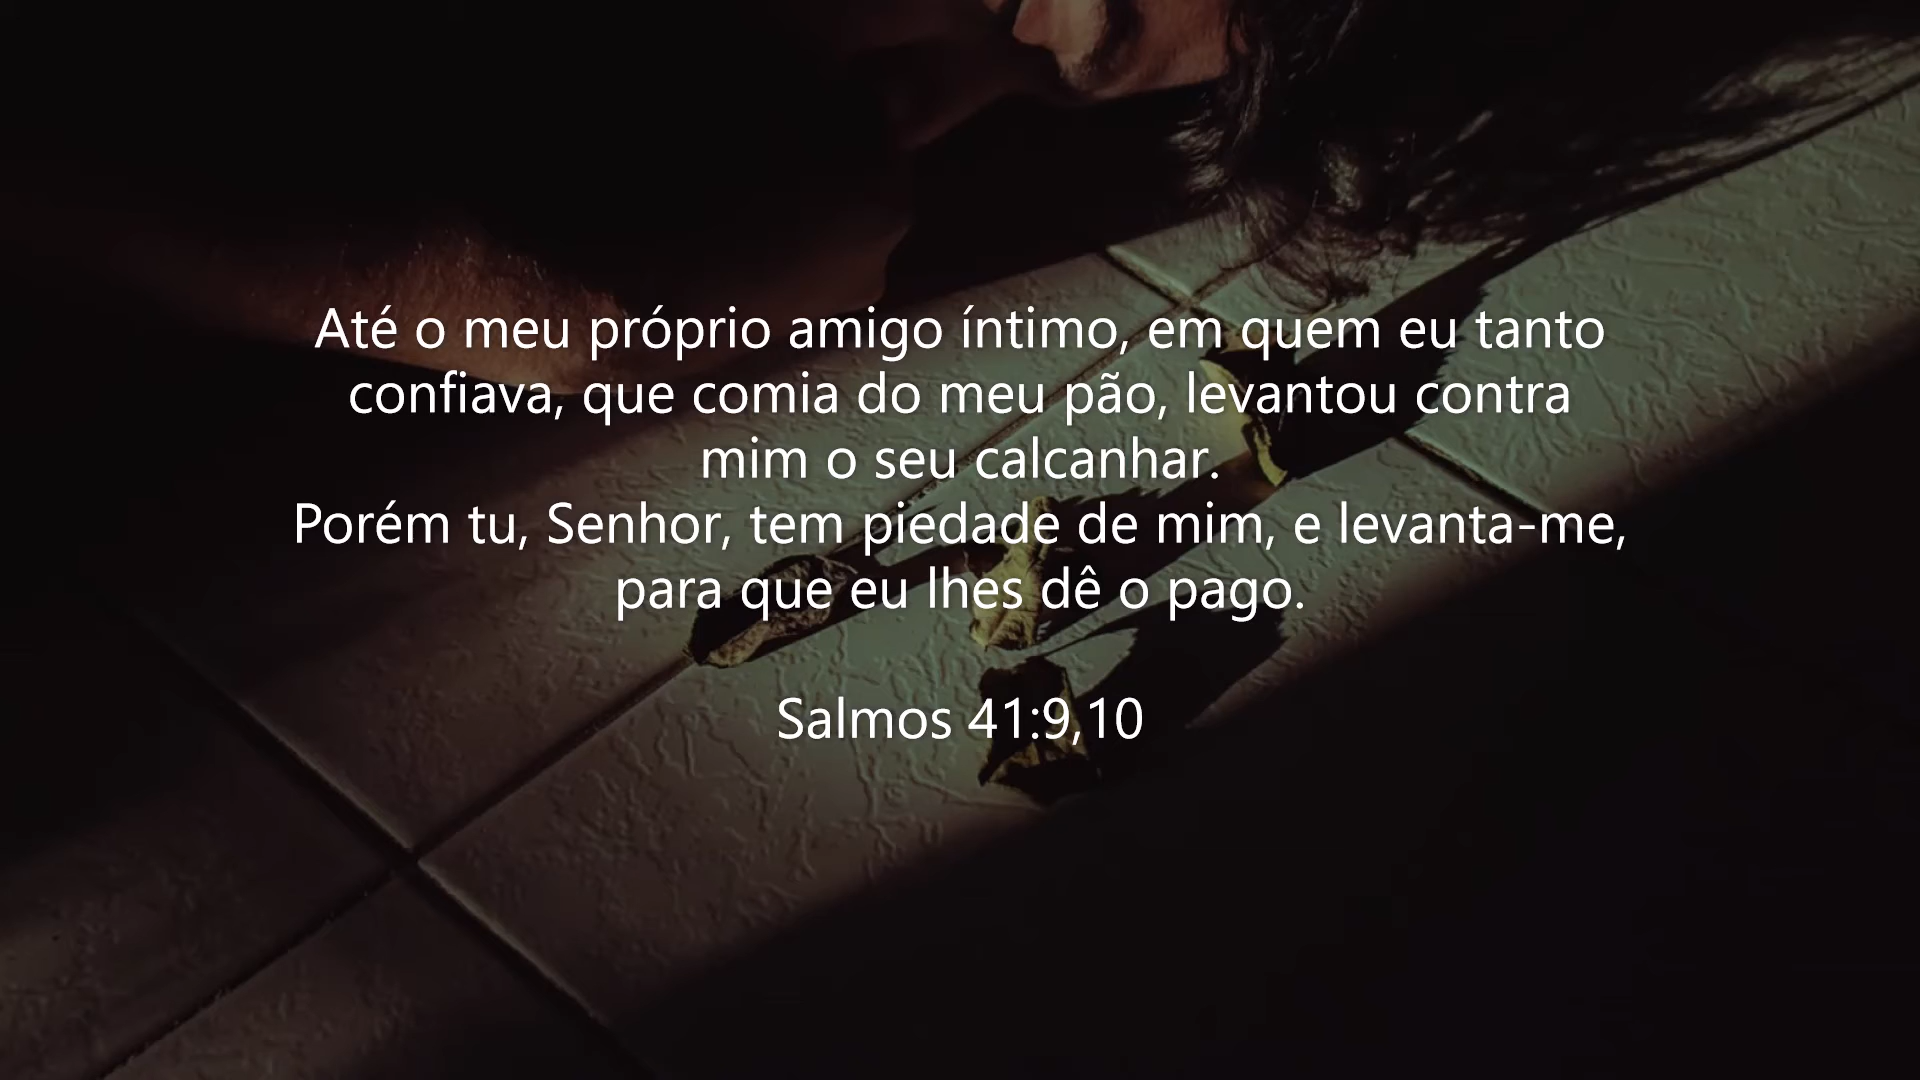 Até o meu próprio amigo íntimo, em quem eu tanto
confiava, que comia do meu pão, levantou contra
mim o seu calcanhar.
Porém tu, Senhor, tem piedade de mim, e levanta-me,
para que eu lhes dê o pago.
Salmos 41:9,10